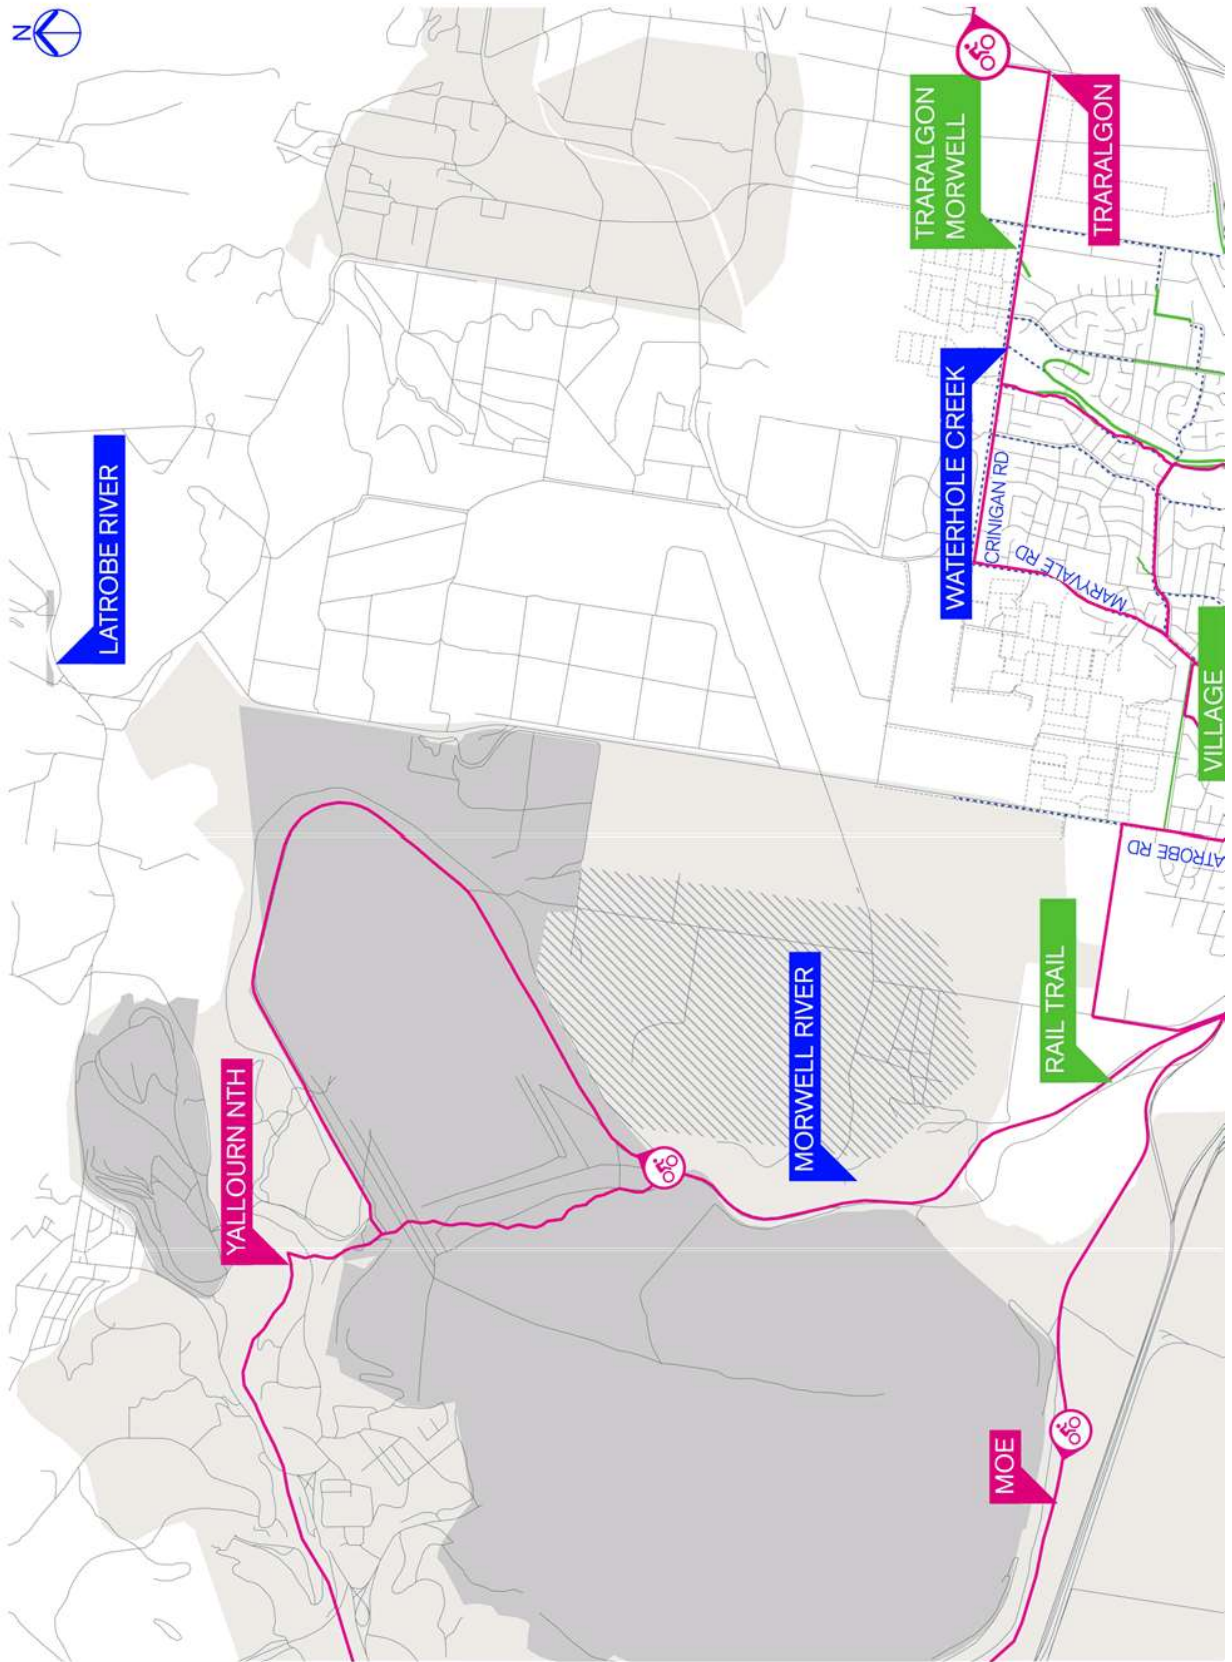 N
LATROBE RIVER
TRARALGON
MORWELL
TRARALGON
WATERHOLE CREEK
CRINIGAN RD
MARYVALE RD
VILLAGE
ATROBE RD
RAIL TRAIL
MORWELL RIVER
YALLOURN NTH
MOE